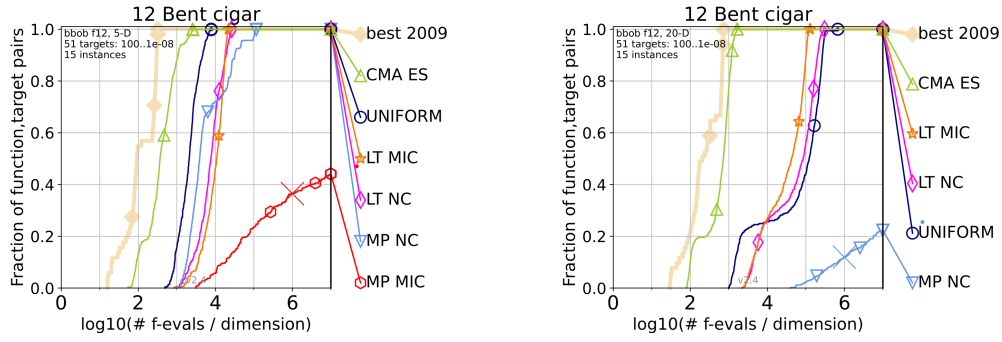 12 Bent cigar
bbob f12, 5-D
51 targets: 100..1e-08
15 instances
Fraction of function,target pairs
1.0
0.8
0.6
0.4
0.2
0.0
0
2
4
6
log10(# f-evals / dimension)
v2.4
best 2009
CMA ES
UNIFORM
LT MIC
LT NC
MP NC
MP MIC
12 Bent cigar
bbob f12, 20-D
51 targets: 100..1e-08
15 instances
Fraction of function,target pairs
1.0
0.8
0.6
0.4
0.2
0.0
0
2
4
6
log10(# f-evals / dimension)
v2.4
best 2009
CMA ES
LT MIC
LT NC
UNIFORM
MP NC